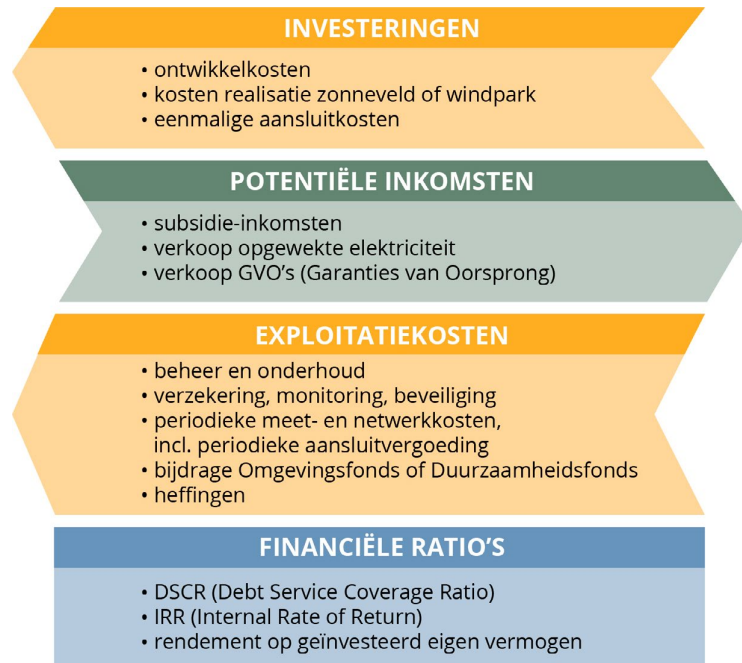 INVESTERINGEN
• ontwikkelkosten
• kosten realisatie zonneveld of windpark
• eenmalige aansluitkosten
POTENTIËLE INKOMSTEN
• subsidie-inkomsten
• verkoop opgewekte elektriciteit
• verkoop GVO’s (Garanties van Oorsprong)
EXPLOITATIEKOSTEN
• beheer en onderhoud
• verzekering, monitoring, beveiliging
• periodieke meet- en netwerkkosten,
incl. periodieke aansluitvergoeding
• bijdrage Omgevingsfonds of Duurzaamheidsfonds
• heffingen
FINANCIËLE RATIO’S
• DSCR (Debt Service Coverage Ratio)
• IRR (Internal Rate of Return)
• rendement op geïnvesteerd eigen vermogen